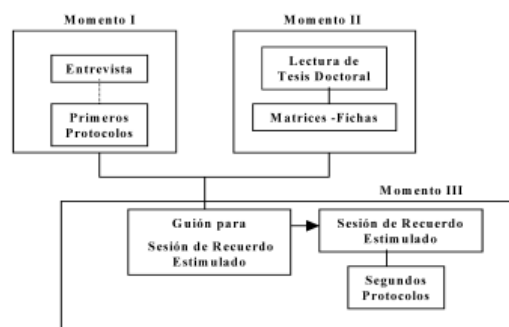 Momento I
Momento II
Entrevista
Primeros
Protocolos
Lectura de
Tesis Doctoral
Matrices -Fichas
Momento III
Guión para
Sesión de Recuerdo
Estimulado
Sesión de Recuerdo
Estimulado
Segundos
Protocolos